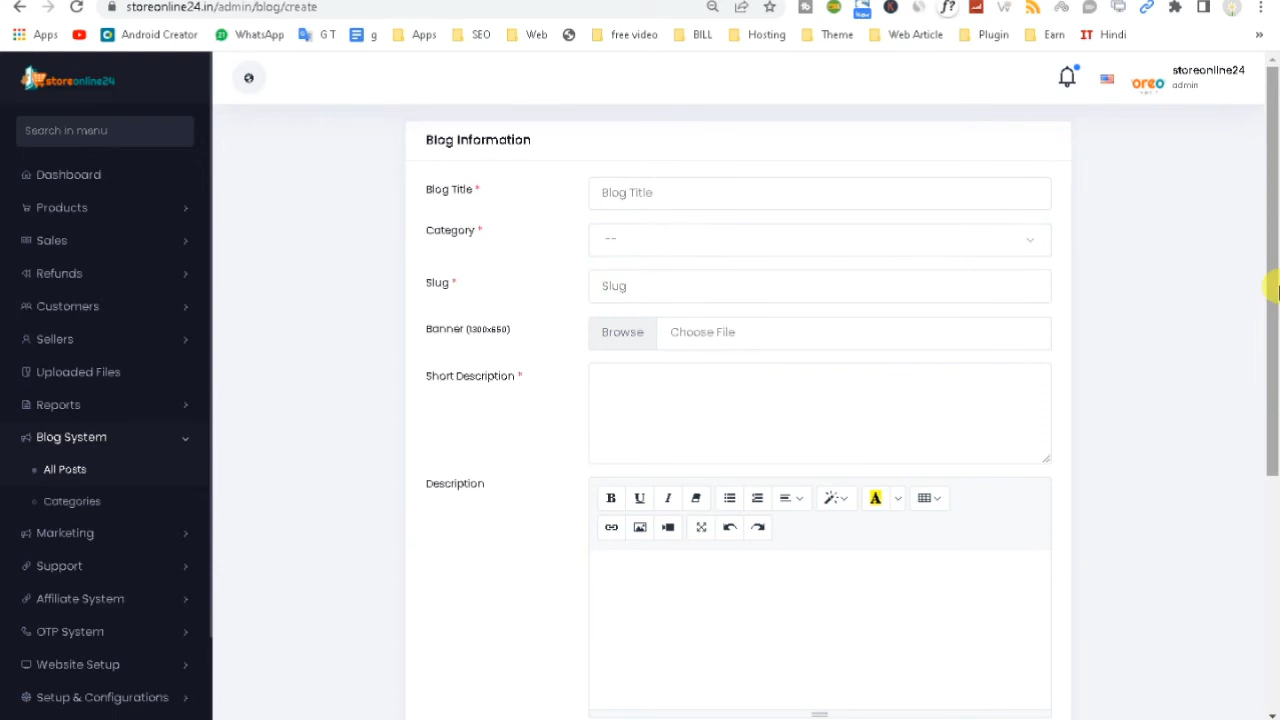 storeonline24.in/admin/blog/create
Apps
Android Creator
WhatsApp
G T
g
Apps
SEO
Web
free video
BILL
Hosting
Theme
Web Article
Plugin
Earn
IT Hindi
storeonline24
storeonline24
oreo
admin
Search in menu
Dashboard
Products
Sales
Refunds
Customers
Sellers
Uploaded Files
Reports
Blog System
All Posts
Categories
Marketing
Support
Affiliate System
OTP System
Website Setup
Setup & Configurations
Blog Information
Blog Title *
Blog Title
Category *
--
Slug *
Slug
Banner (1300x650)
Browse
Choose File
Short Description *
Description
B U I
A